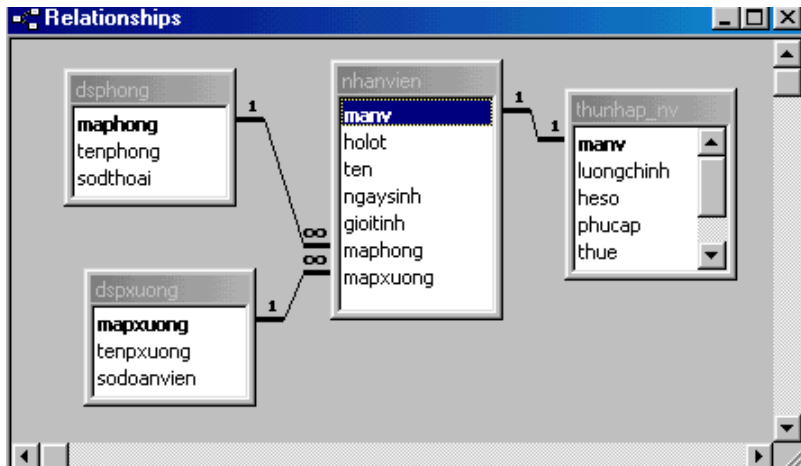 Relationships
dsphong
maphong
tenphong
sodthoai
1
∞
nhanvien
manv
holot
ten
ngaysinh
gioitinh
maphong
mapxuong
1
1
thunhap_nv
manv
luongchinh
heso
phucap
thue
dspxuong
mapxuong
tenpxuong
sodoanvien
1
∞